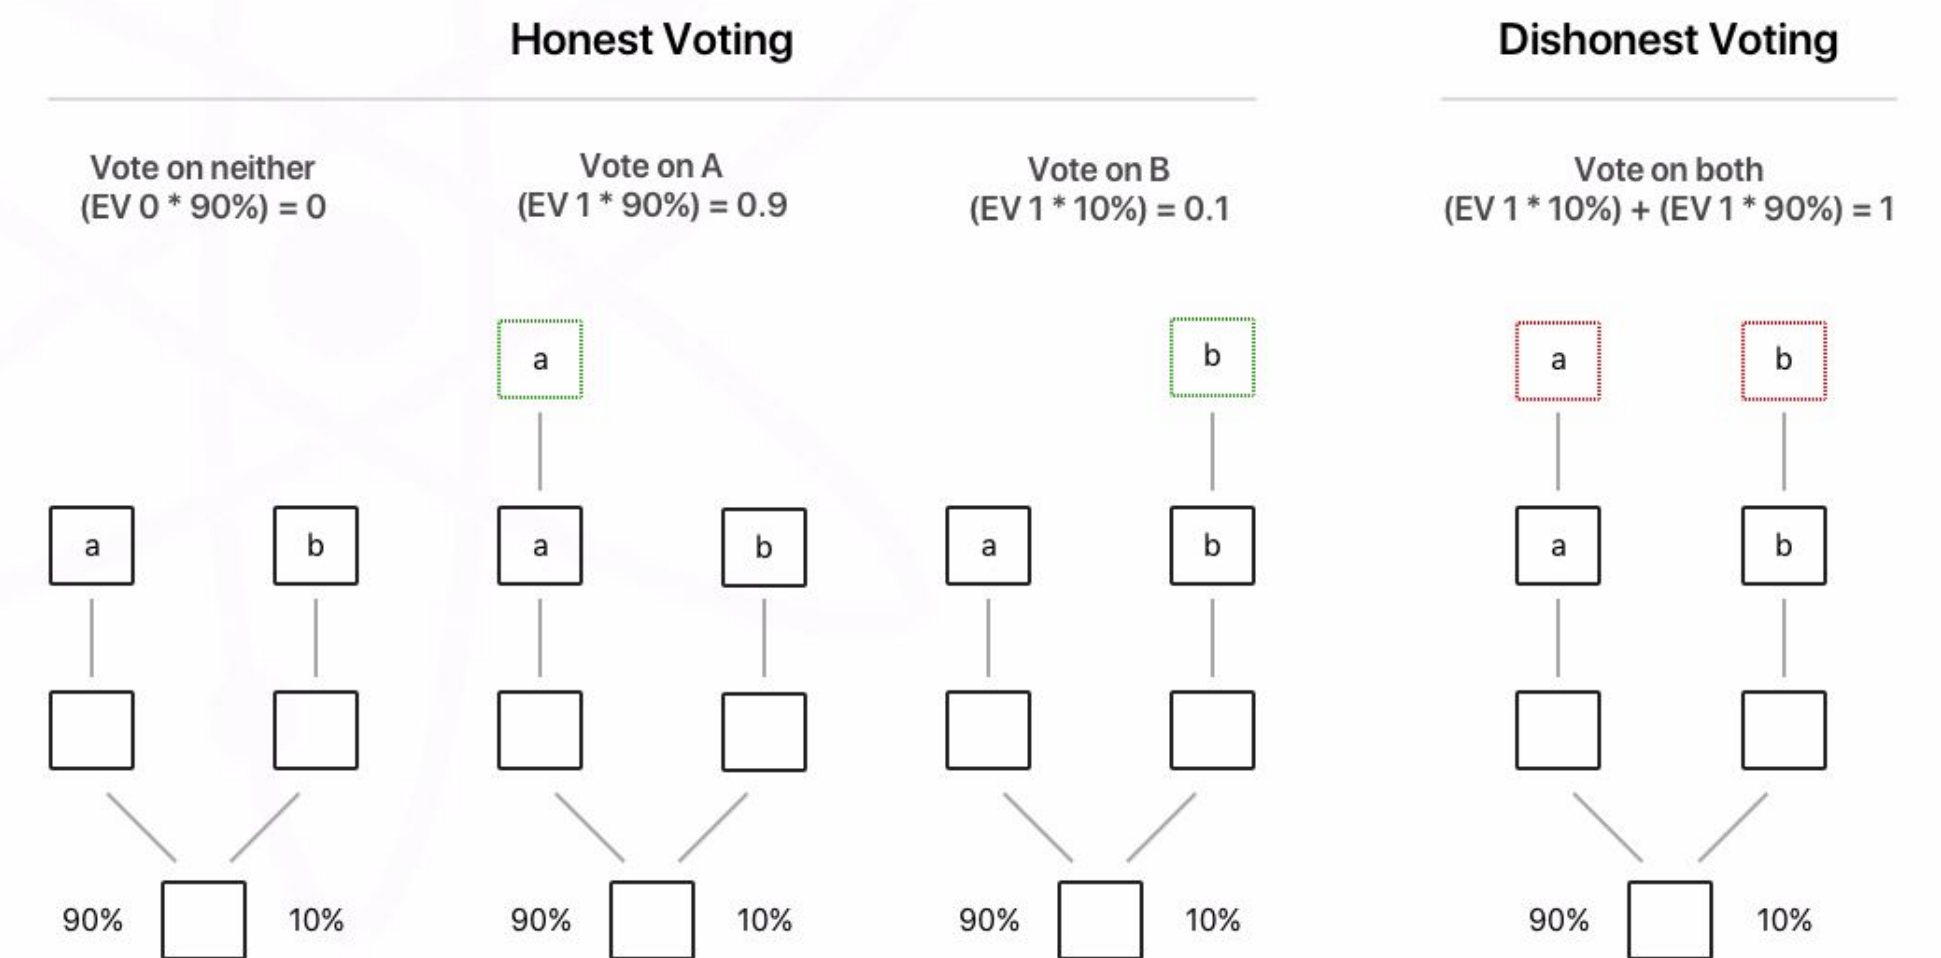 Honest Voting
Dishonest Voting
Vote on neither
(EV 0 * 90%) = 0
Vote on A
(EV 1 * 90%) = 0.9
Vote on B
(EV 1 * 10%) = 0.1
Vote on both
(EV 1 * 10%) + (EV 1 * 90%) = 1
a
b
a
b
a
b
a
b
a
b
a
b
90%
10%
90%
10%
90%
10%
90%
10%